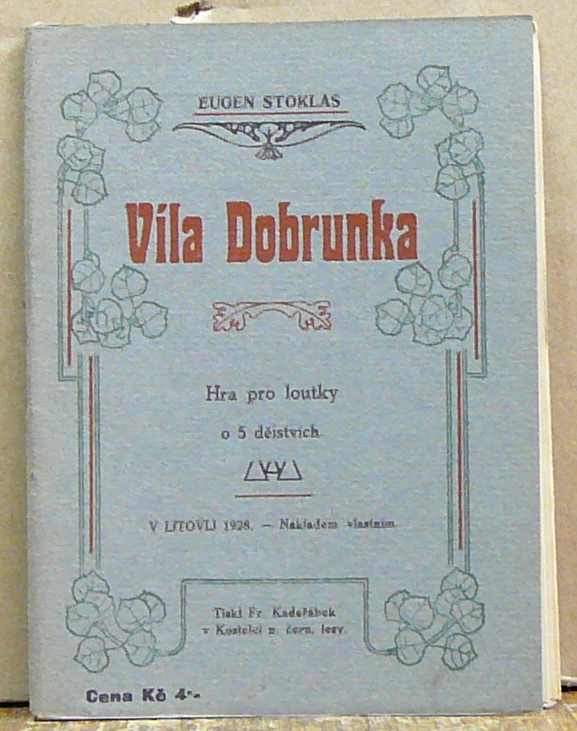 EUGEN STOKLAS
Víla Dobrunka
Hra pro loutky
o 5 dějstvích
V LITOVLI 1928. — Nákladem vlastním
Tiskl Fr. Kadeřábek
v Kostelci n. čern. lesy
Cena Kč 4·-